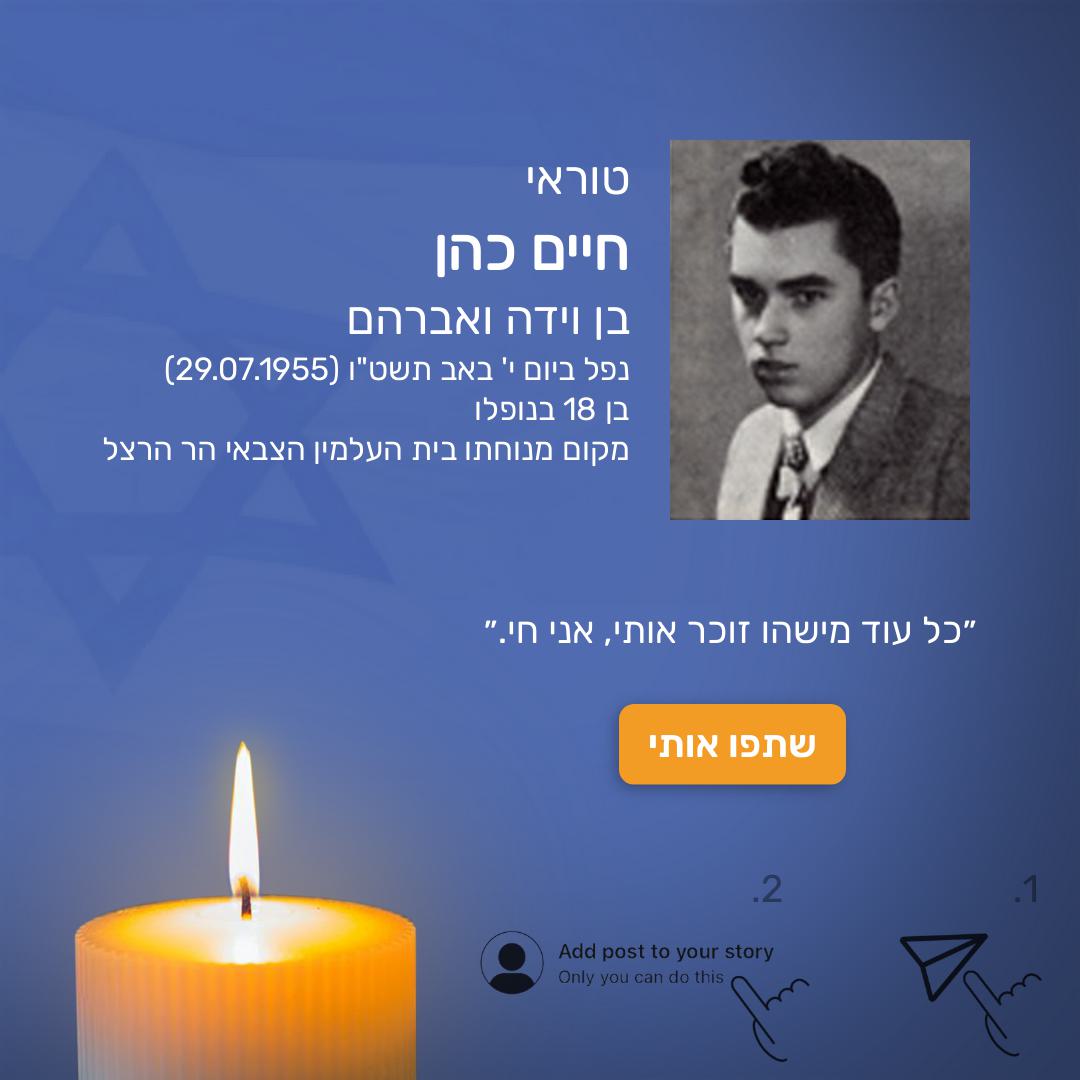 טוראי
חיים כהן
בן וידה ואברהם
נפל ביום י' באב תשט"ו (29.07.1955)
בן 18 בנופלו
מקום מנוחתו בית העלמין הצבאי הר הרצל
״כל עוד מישהו זוכר אותי, אני חי.״
שתפו אותי
1.
2.
Add post to your story
Only you can do this